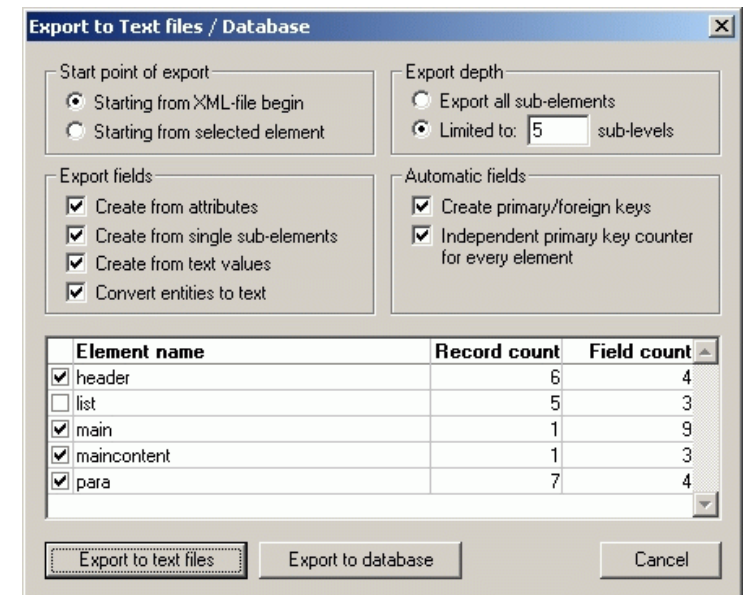 Export to Text files / Database
Start point of export
Starting from XML-file begin
Starting from selected element
Export depth
Export all sub-elements
Limited to: 5 sub-levels
Export fields
Create from attributes
Create from single sub-elements
Create from text values
Convert entities to text
Automatic fields
Create primary/foreign keys
Independent primary key counter
for every element
Element name Record count Field count
header 6 4
list 5 3
main 1 9
maincontent 1 3
para 7 4
Export to text files Export to database Cancel